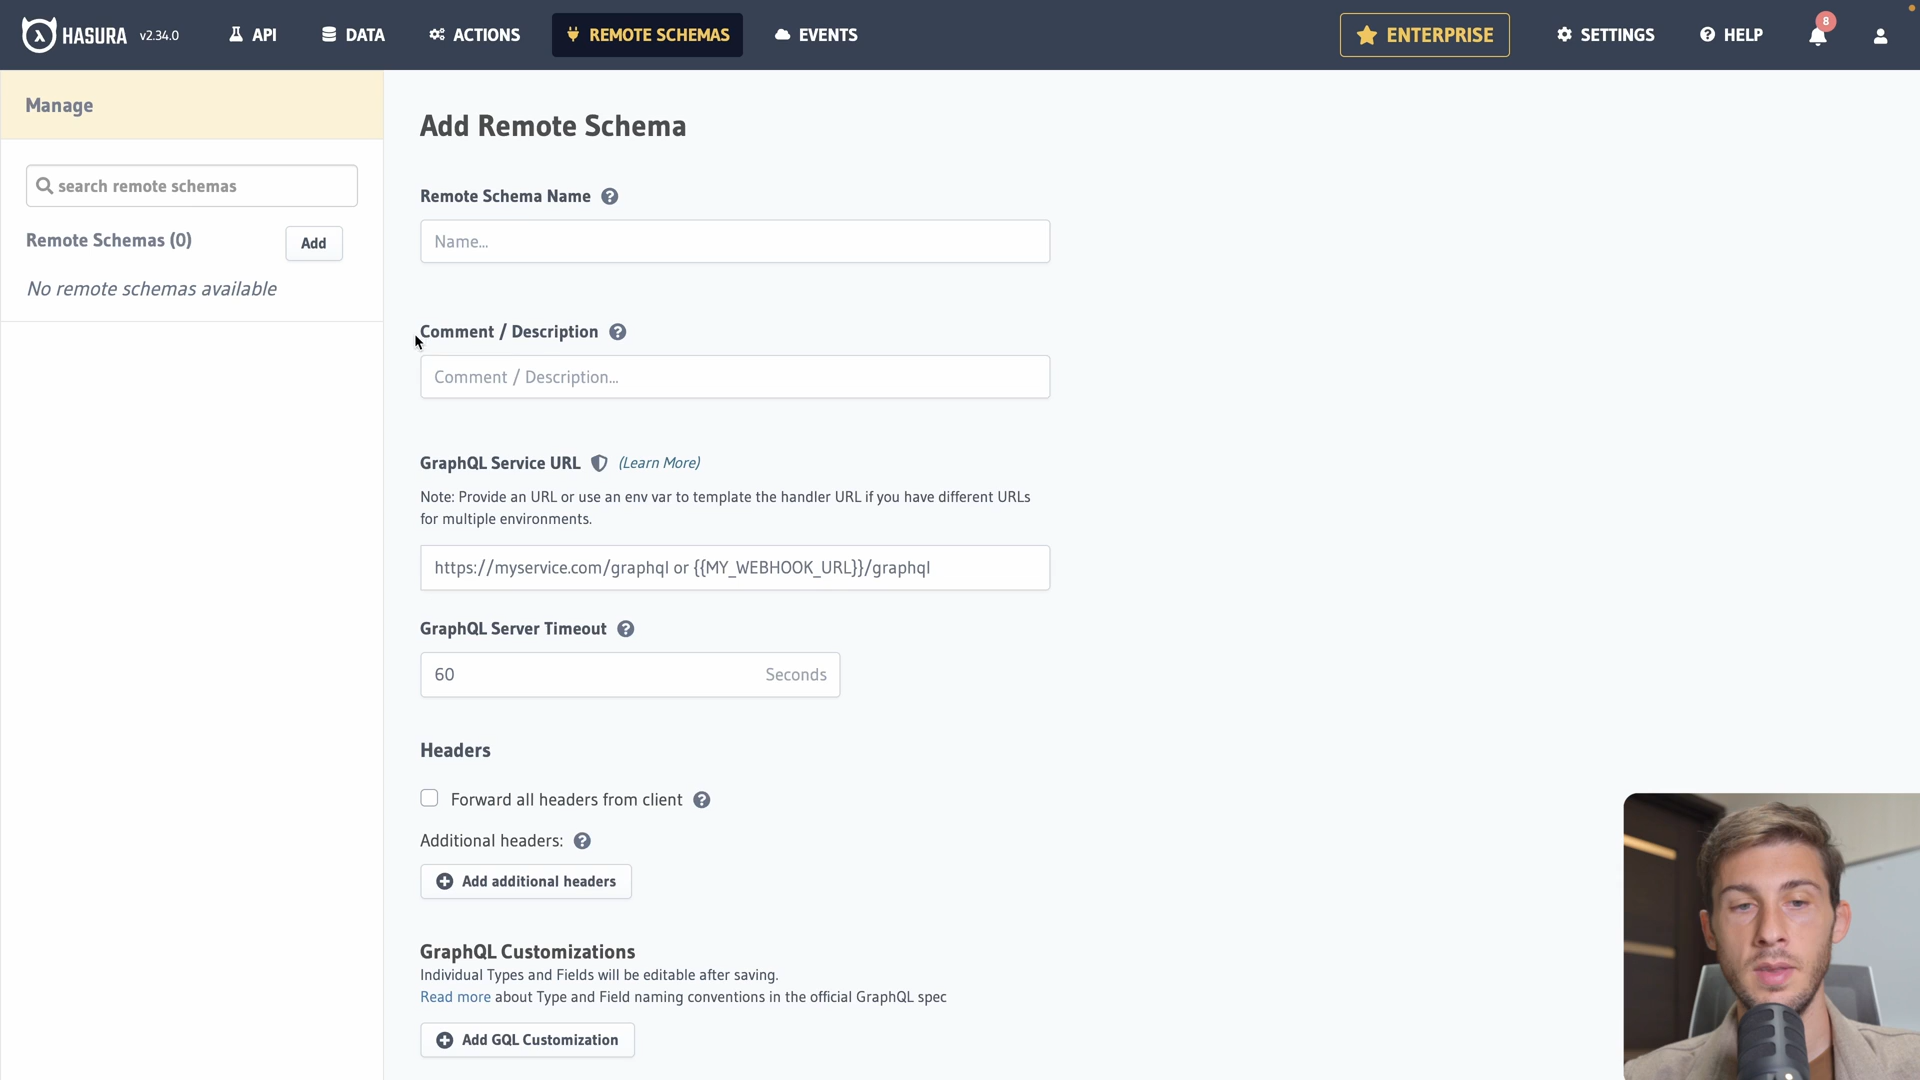 HASURA v2.34.0 API DATA ACTIONS REMOTE SCHEMAS EVENTS ENTERPRISE SETTINGS HELP 8
Manage
search remote schemas
Remote Schemas (0) Add
No remote schemas available
Add Remote Schema
Remote Schema Name
Name...
Comment / Description
Comment / Description...
GraphQL Service URL (Learn More)
Note: Provide an URL or use an env var to template the handler URL if you have different URLs
for multiple environments.
https://myservice.com/graphql or {{MY_WEBHOOK_URL}}/graphql
GraphQL Server Timeout
60 Seconds
Headers
Forward all headers from client
Additional headers:
Add additional headers
GraphQL Customizations
Individual Types and Fields will be editable after saving.
Read more about Type and Field naming conventions in the official GraphQL spec
Add GQL Customization